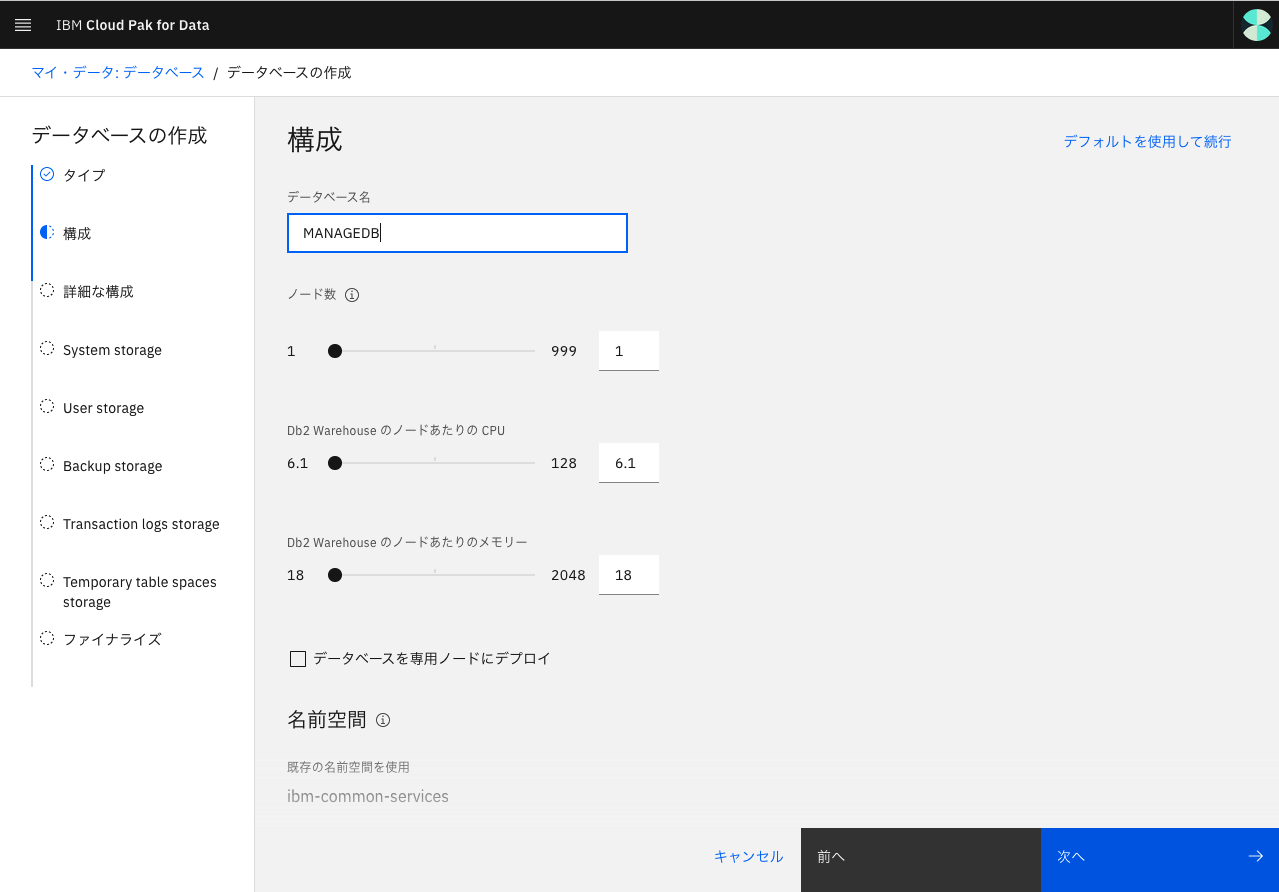 IBM Cloud Pak for Data
マイ・データ: データベース / データベースの作成
データベースの作成
タイプ
構成
詳細な構成
System storage
User storage
Backup storage
Transaction logs storage
Temporary table spaces
storage
ファイナライズ
構成
デフォルトを使用して続行
データベース名
MANAGEDB
ノード数
1 999 1
Db2 Warehouse のノードあたりの CPU
6.1 128 6.1
Db2 Warehouse のノードあたりのメモリー
18 2048 18
データベースを専用ノードにデプロイ
名前空間
既存の名前空間を使用
ibm-common-services
キャンセル 前へ 次へ